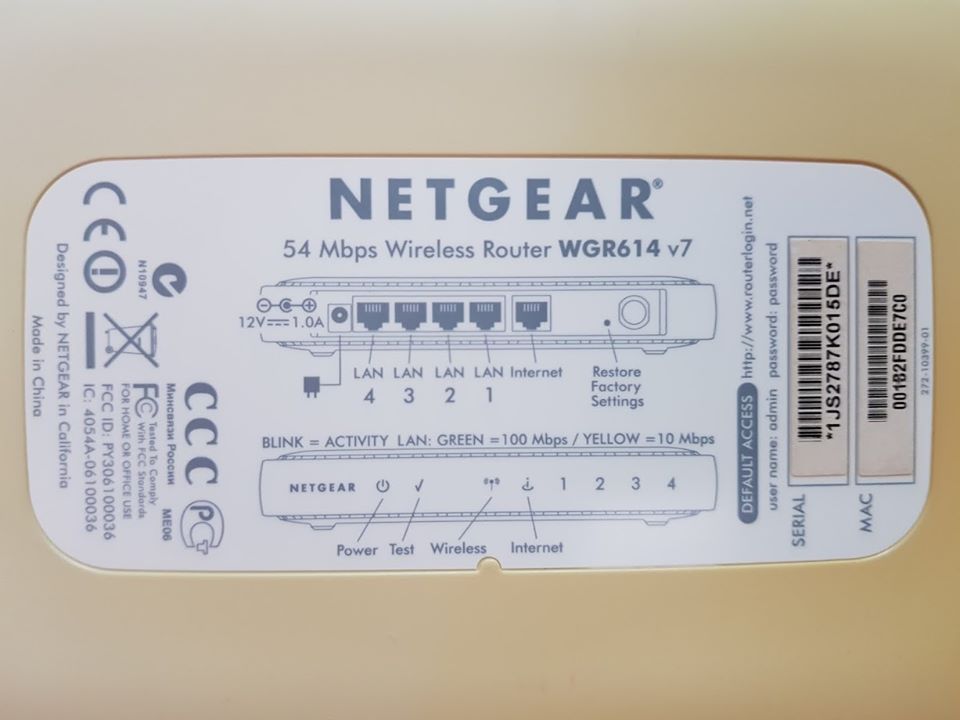 NETGEAR®
54 Mbps Wireless Router WGR614 v7
12V 1.0A
LAN LAN LAN LAN Internet
4 3 2 1
Restore
Factory
Settings
BLINK = ACTIVITY LAN: GREEN =100 Mbps / YELLOW =10 Mbps
NETGEAR 1 2 3 4
Power Test Wireless Internet
DEFAULT ACCESS http://www.routerlogin.net
user name: admin password: password
SERIAL
*1JS2787K015DE*
MAC
001B2FDDE7C0
272-10399-01
CE
N10947
CCC
PCT
Минсвязи России ME06
FC Tested To Comply
With FCC Standards
FOR HOME OR OFFICE USE
FCC ID: PY306100036
IC: 4054A-06100036
Designed by NETGEAR in California
Made in China